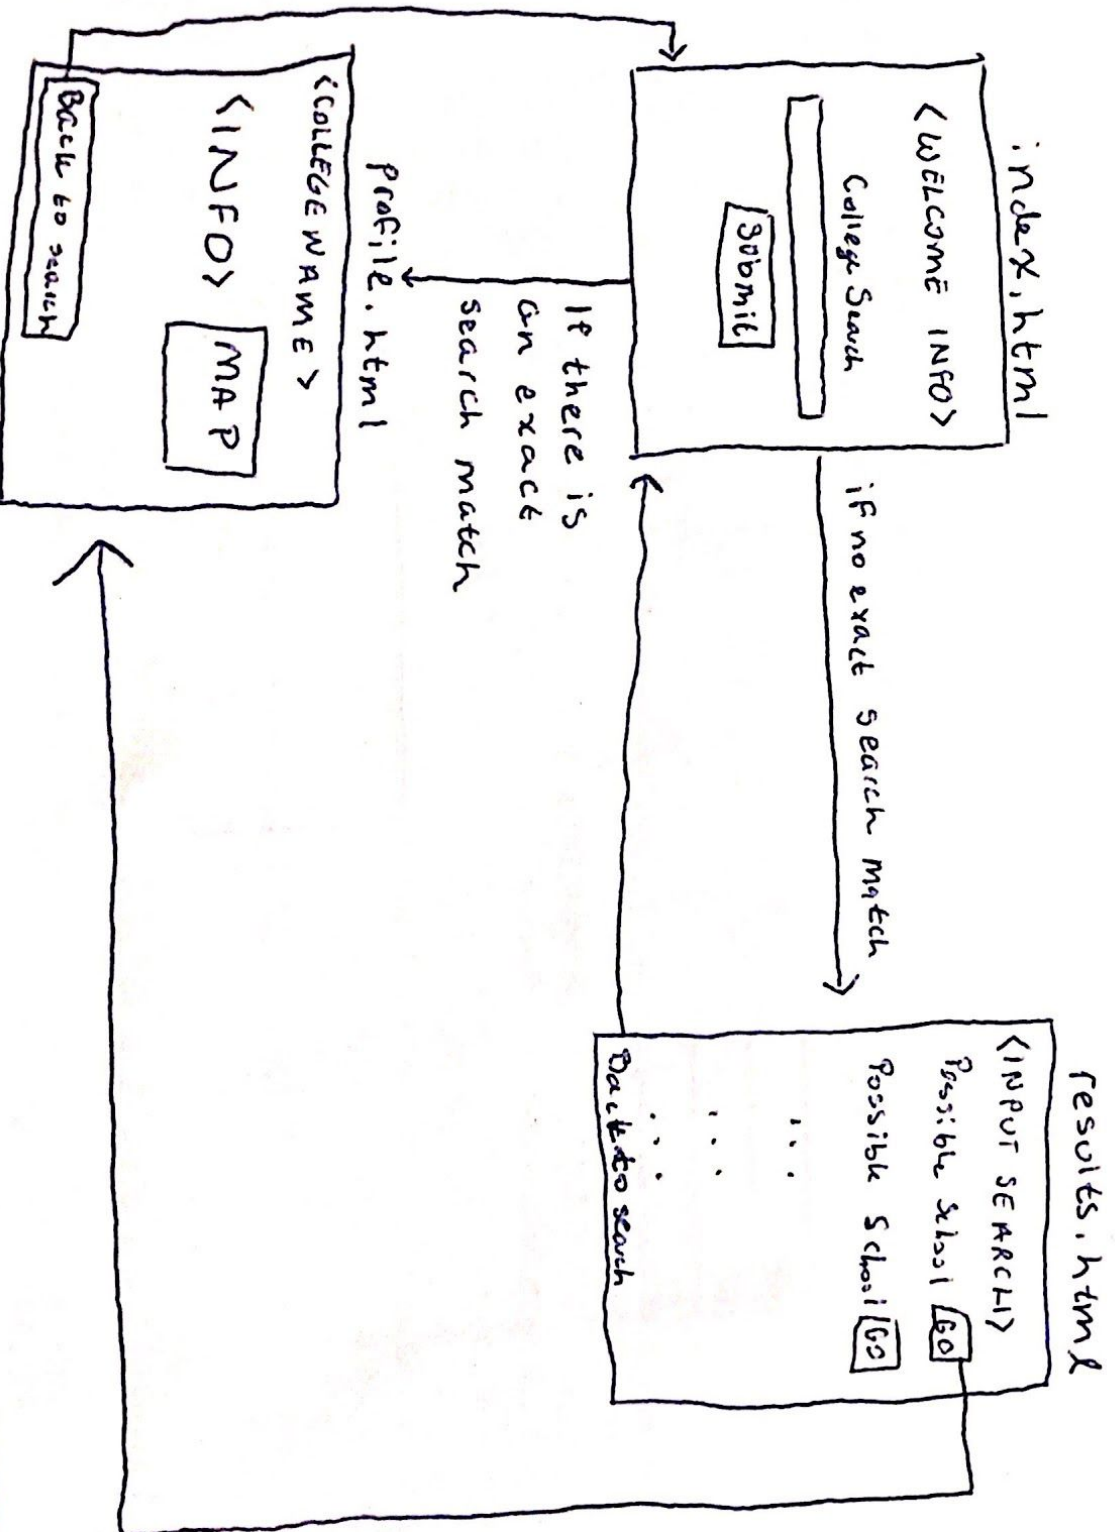 index.html
<WELCOME INFO>
College Search
Submit
if no exact search match
results.html
<INPUT SEARCH>
Possible School GO
Possible School GO
...
...
...
Back to search
If there is
an exact
search match
profile.html
<COLLEGE NAME>
<INFO>
MAP
Back to search